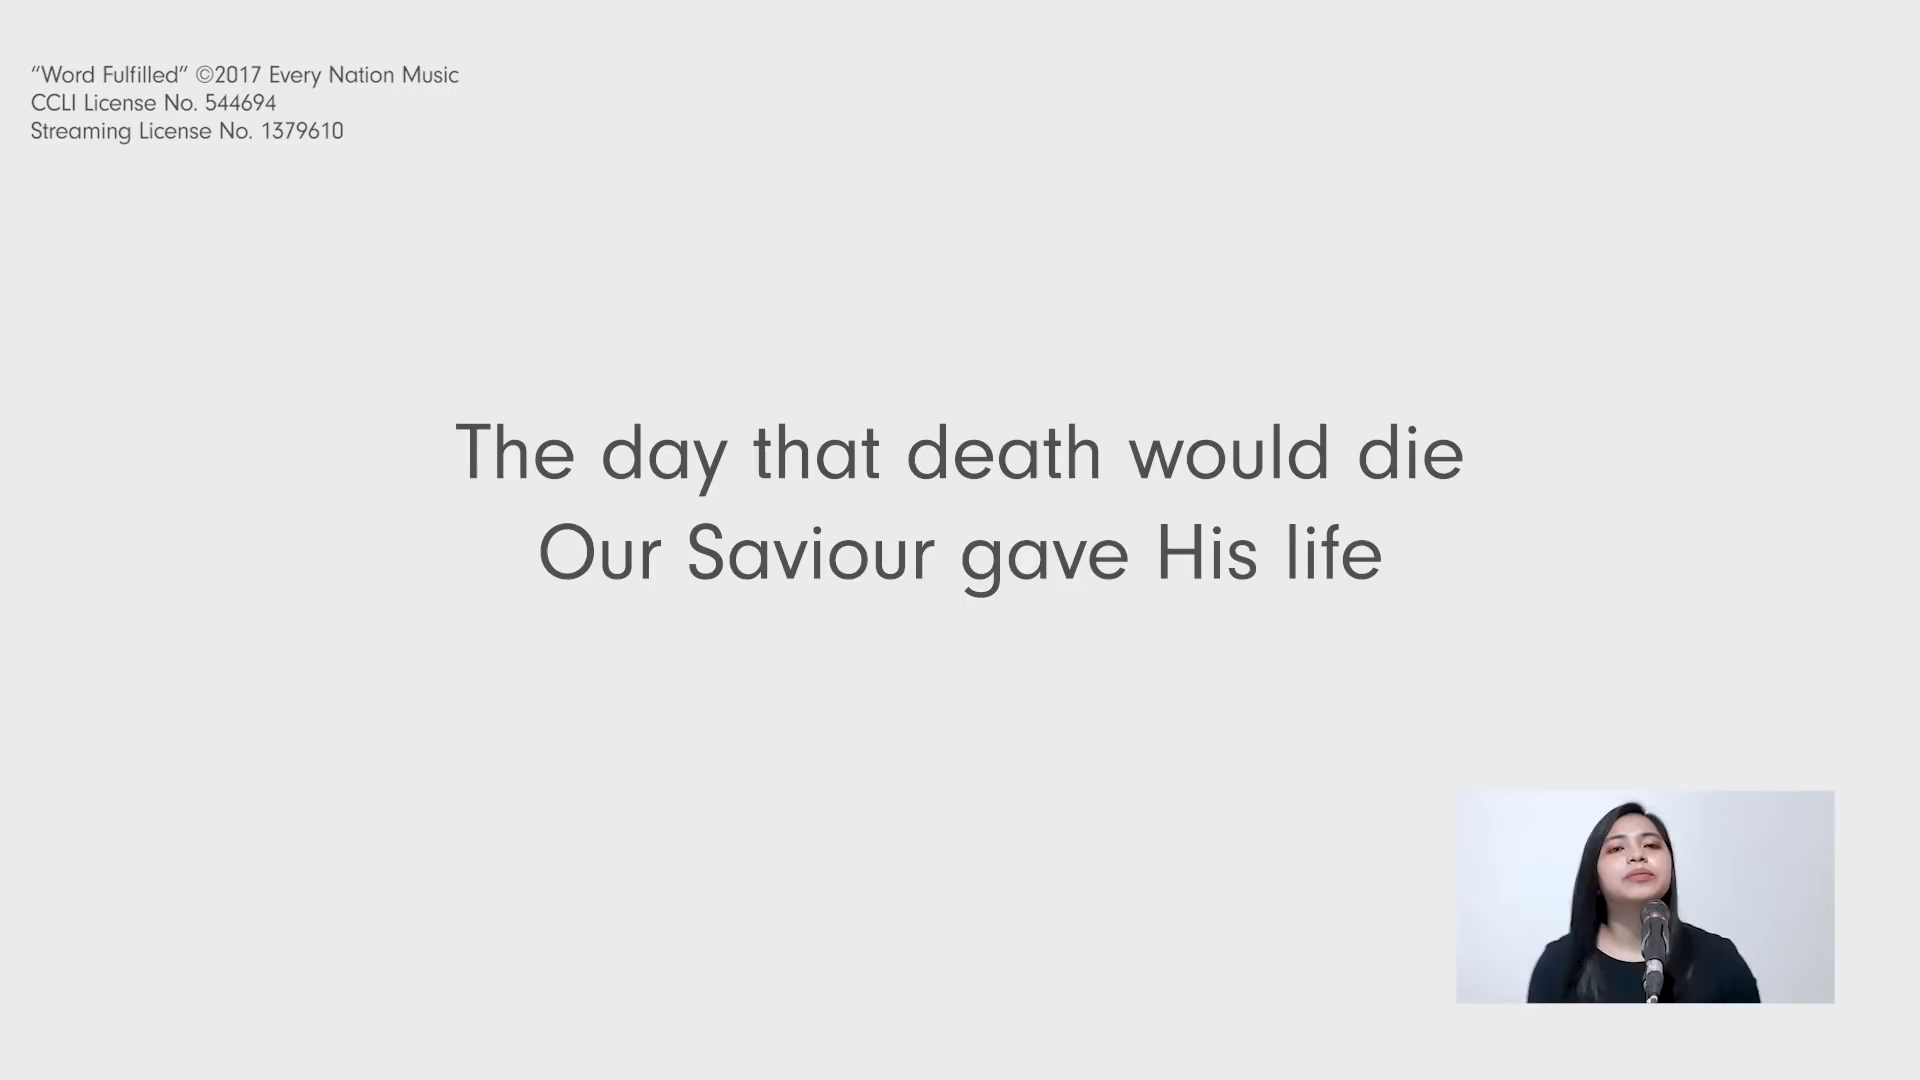 “Word Fulfilled” ©2017 Every Nation Music
CCLI License No. 544694
Streaming License No. 1379610
The day that death would die
Our Saviour gave His life